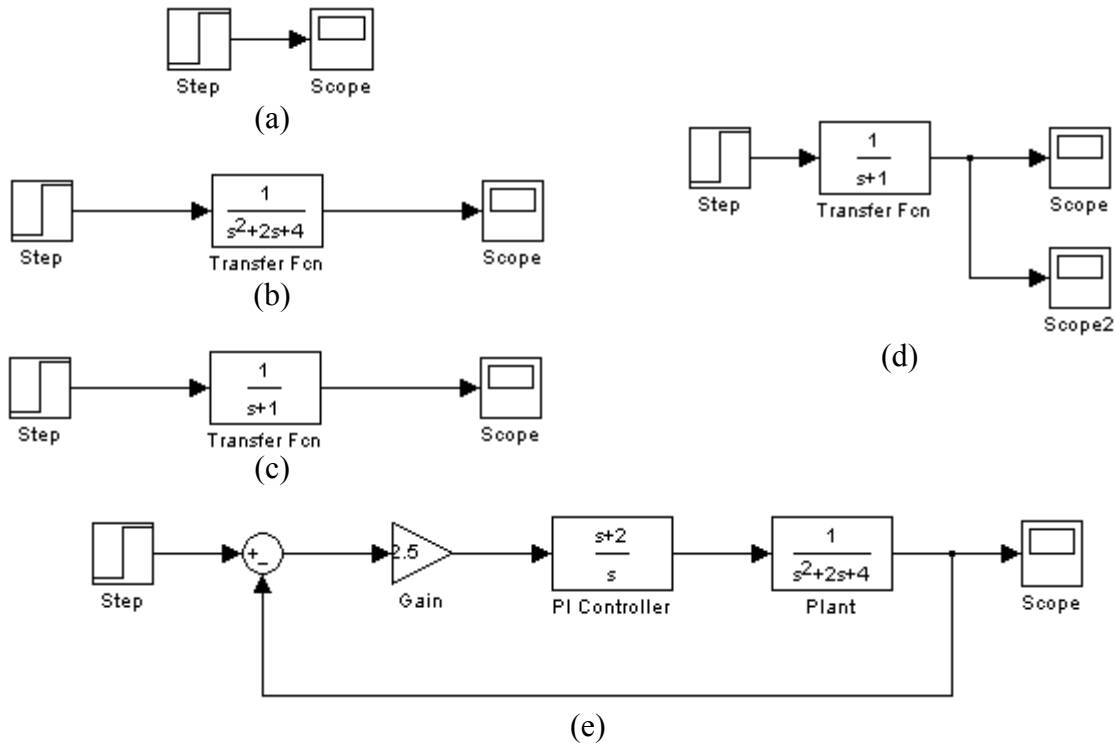 Step Scope
(a)
1
s²+2s+4
Step Transfer Fcn Scope
(b)
1
s+1
Step Transfer Fcn Scope
(c)
1
s+1
Step Transfer Fcn Scope
Scope2
(d)
+
−
2.5
s+2
s
1
s²+2s+4
Step Gain PI Controller Plant Scope
(e)